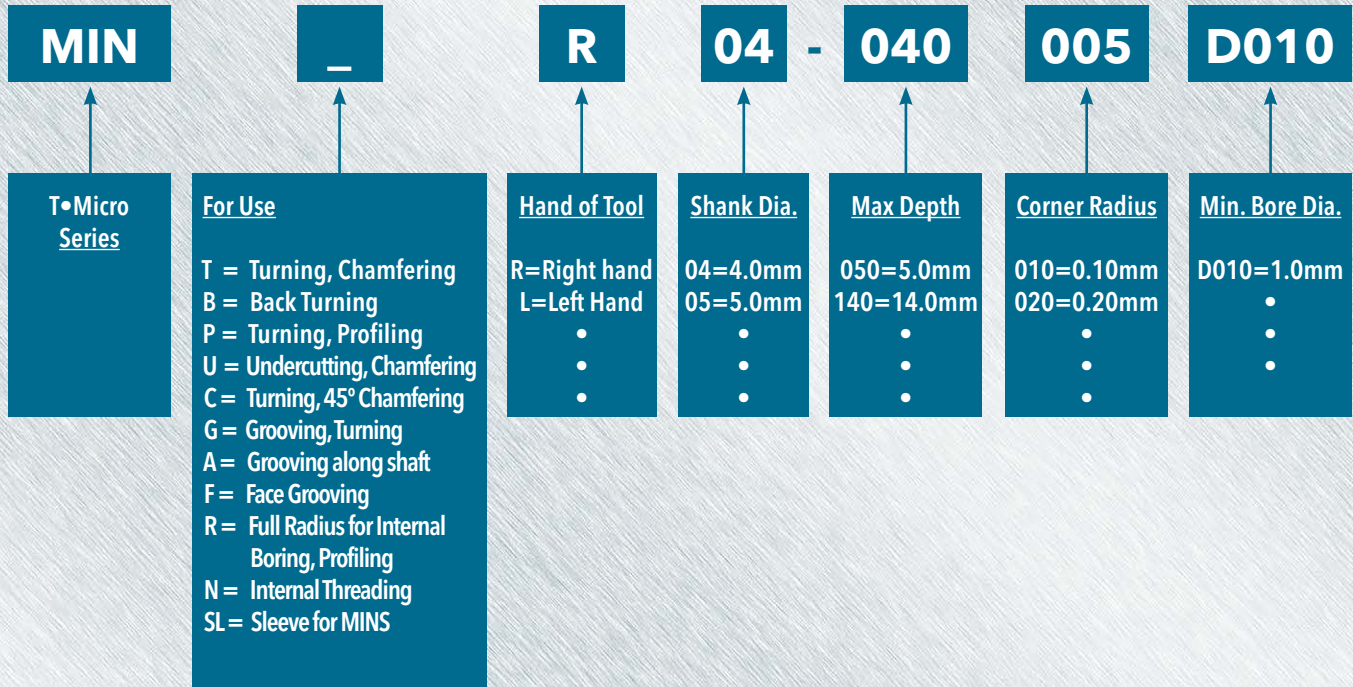 MIN _ R 04 - 040 005 D010
T•Micro
Series
For Use
T = Turning, Chamfering
B = Back Turning
P = Turning, Profiling
U = Undercutting, Chamfering
C = Turning, 45º Chamfering
G = Grooving, Turning
A = Grooving along shaft
F = Face Grooving
R = Full Radius for Internal
Boring, Profiling
N = Internal Threading
SL = Sleeve for MINS
Hand of Tool
R=Right hand
L=Left Hand
•
•
•
Shank Dia.
04=4.0mm
05=5.0mm
•
•
•
Max Depth
050=5.0mm
140=14.0mm
•
•
•
Corner Radius
010=0.10mm
020=0.20mm
•
•
•
Min. Bore Dia.
D010=1.0mm
•
•
•